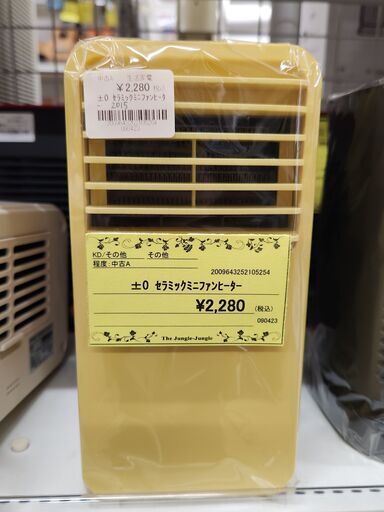 中古A 生活家電
¥2,280 税込
±0 セラミックミニファンヒータ
- 2015
2009643252105254
090423
KD/その他 その他
程度:中古A
2009643252105254
±0 セラミックミニファンヒーター
¥2,280 (税込)
090423
The Jungle-Jungle